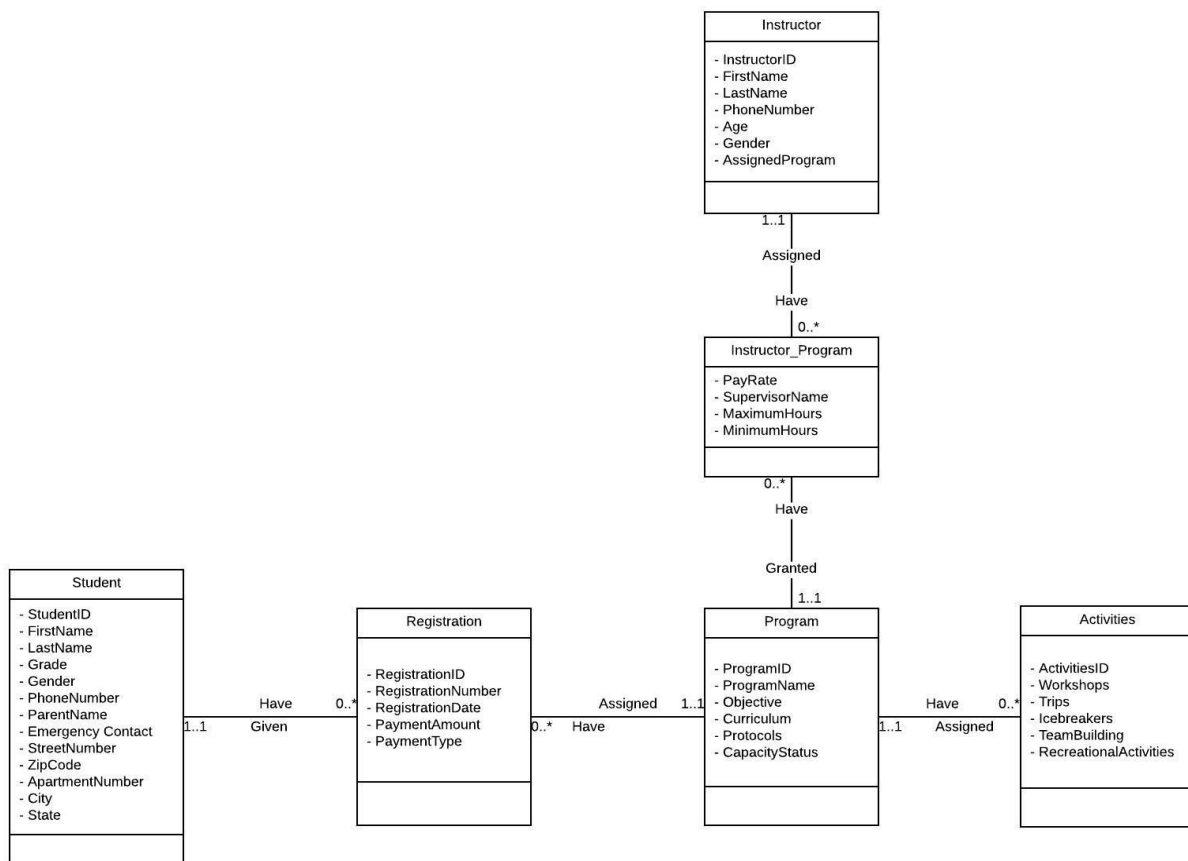 Instructor
- InstructorID
- FirstName
- LastName
- PhoneNumber
- Age
- Gender
- AssignedProgram
1..1
Assigned
Have
0..*
Instructor_Program
- PayRate
- SupervisorName
- MaximumHours
- MinimumHours
0..*
Have
Granted
1..1
Student
- StudentID
- FirstName
- LastName
- Grade
- Gender
- PhoneNumber
- ParentName
- Emergency Contact
- StreetNumber
- ZipCode
- ApartmentNumber
- City
- State
Have 0..*
1..1 Given
Registration
- RegistrationID
- RegistrationNumber
- RegistrationDate
- PaymentAmount
- PaymentType
Assigned 1..1
0..* Have
Program
- ProgramID
- ProgramName
- Objective
- Curriculum
- Protocols
- CapacityStatus
Have 0..*
1..1 Assigned
Activities
- ActivitiesID
- Workshops
- Trips
- Icebreakers
- TeamBuilding
- RecreationalActivities